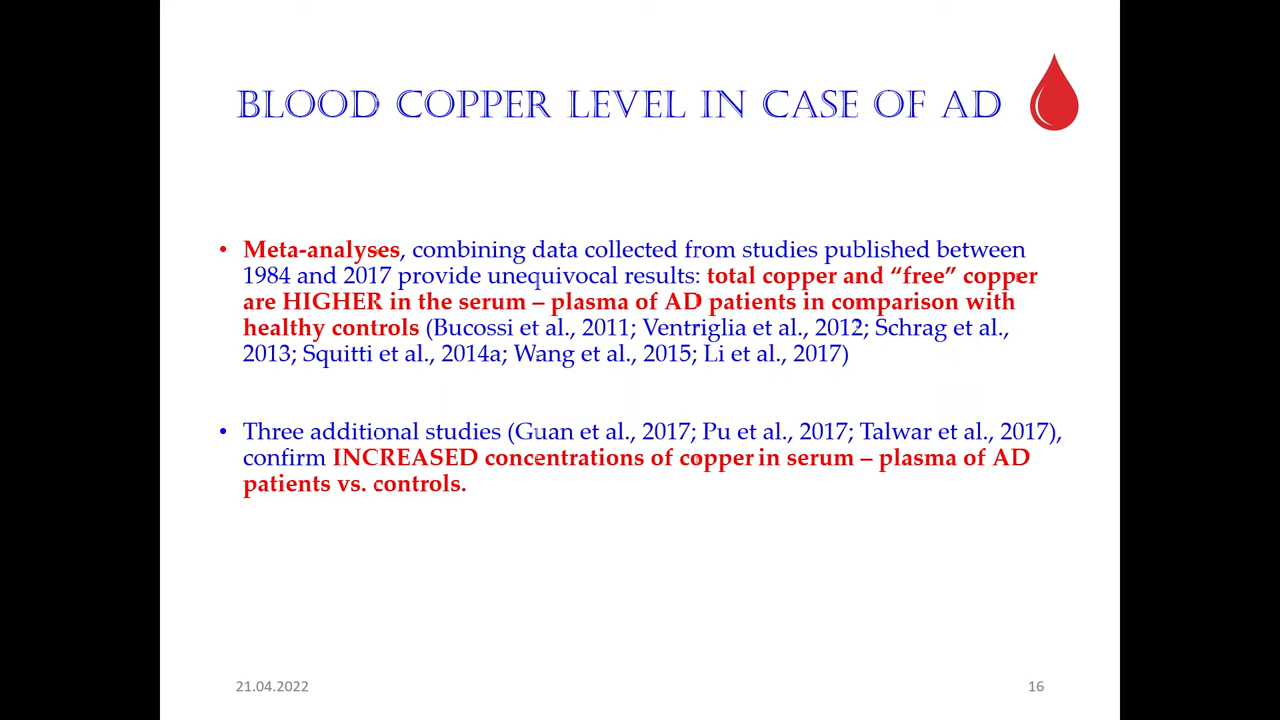 BLOOD COPPER LEVEL IN CASE OF AD
• Meta-analyses, combining data collected from studies published between
1984 and 2017 provide unequivocal results: total copper and “free” copper
are HIGHER in the serum – plasma of AD patients in comparison with
healthy controls (Bucossi et al., 2011; Ventriglia et al., 2012; Schrag et al.,
2013; Squitti et al., 2014a; Wang et al., 2015; Li et al., 2017)
• Three additional studies (Guan et al., 2017; Pu et al., 2017; Talwar et al., 2017),
confirm INCREASED concentrations of copper in serum – plasma of AD
patients vs. controls.
21.04.2022
16